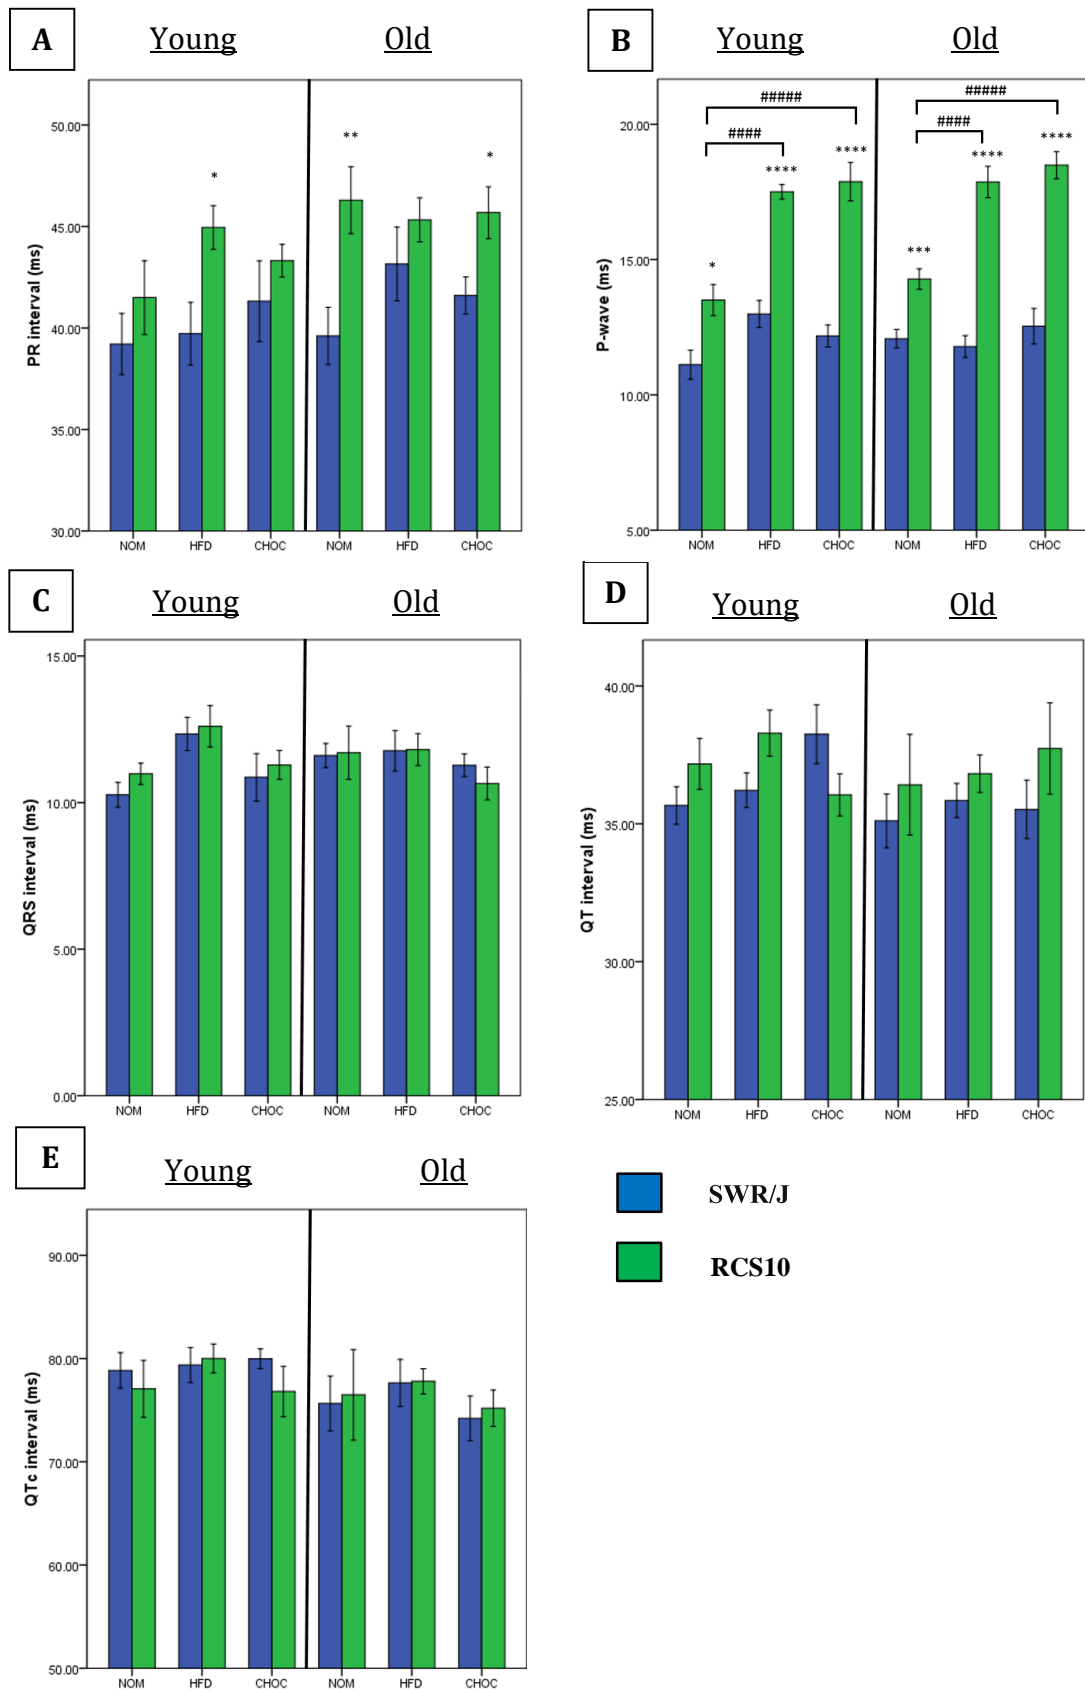 A
Young
Old
PR interval (ms)
50.00
45.00
40.00
35.00
30.00
*
**
*
NOM
HFD
CHOC
NOM
HFD
CHOC
B
Young
Old
P-wave (ms)
20.00
15.00
10.00
5.00
#####
####
#####
####
*
****
****
***
****
****
NOM
HFD
CHOC
NOM
HFD
CHOC
C
Young
Old
QRS interval (ms)
15.00
10.00
5.00
0.00
NOM
HFD
CHOC
NOM
HFD
CHOC
D
Young
Old
QT interval (ms)
40.00
35.00
30.00
25.00
NOM
HFD
CHOC
NOM
HFD
CHOC
E
Young
Old
QTc interval (ms)
90.00
80.00
70.00
60.00
50.00
NOM
HFD
CHOC
NOM
HFD
CHOC
SWR/J
RCS10